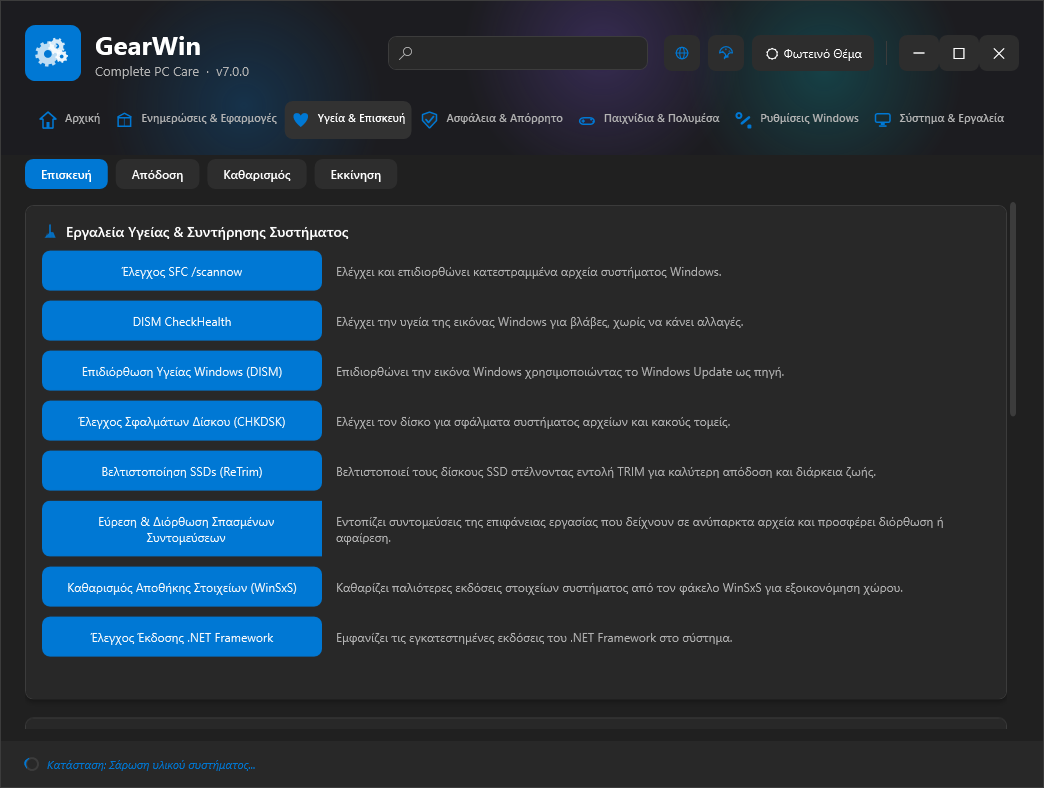 GearWin
Complete PC Care · v7.0.0
Φωτεινό Θέμα
Αρχική
Ενημερώσεις & Εφαρμογές
Υγεία & Επισκευή
Ασφάλεια & Απόρρητο
Παιχνίδια & Πολυμέσα
Ρυθμίσεις Windows
Σύστημα & Εργαλεία
Επισκευή
Απόδοση
Καθαρισμός
Εκκίνηση
Εργαλεία Υγείας & Συντήρησης Συστήματος
Έλεγχος SFC /scannow
Ελέγχει και επιδιορθώνει κατεστραμμένα αρχεία συστήματος Windows.
DISM CheckHealth
Ελέγχει την υγεία της εικόνας Windows για βλάβες, χωρίς να κάνει αλλαγές.
Επιδιόρθωση Υγείας Windows (DISM)
Επιδιορθώνει την εικόνα Windows χρησιμοποιώντας το Windows Update ως πηγή.
Έλεγχος Σφαλμάτων Δίσκου (CHKDSK)
Ελέγχει τον δίσκο για σφάλματα συστήματος αρχείων και κακούς τομείς.
Βελτιστοποίηση SSDs (ReTrim)
Βελτιστοποιεί τους δίσκους SSD στέλνοντας εντολή TRIM για καλύτερη απόδοση και διάρκεια ζωής.
Εύρεση & Διόρθωση Σπασμένων
Συντομεύσεων
Εντοπίζει συντομεύσεις της επιφάνειας εργασίας που δείχνουν σε ανύπαρκτα αρχεία και προσφέρει διόρθωση ή
αφαίρεση.
Καθαρισμός Αποθήκης Στοιχείων (WinSxS)
Καθαρίζει παλιότερες εκδόσεις στοιχείων συστήματος από τον φάκελο WinSxS για εξοικονόμηση χώρου.
Έλεγχος Έκδοσης .NET Framework
Εμφανίζει τις εγκατεστημένες εκδόσεις του .NET Framework στο σύστημα.
Κατάσταση: Σάρωση υλικού συστήματος...